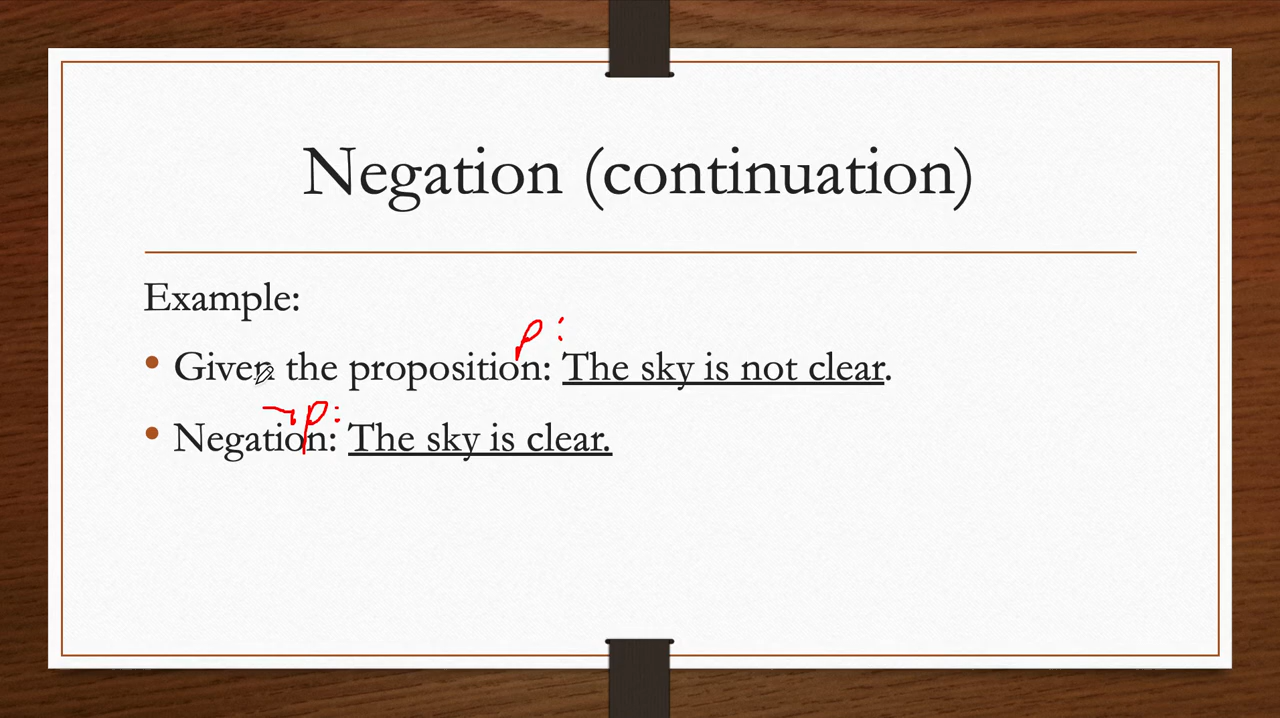 Negation (continuation)
Example:
p :
• Given the proposition: The sky is not clear.
¬p:
• Negation: The sky is clear.